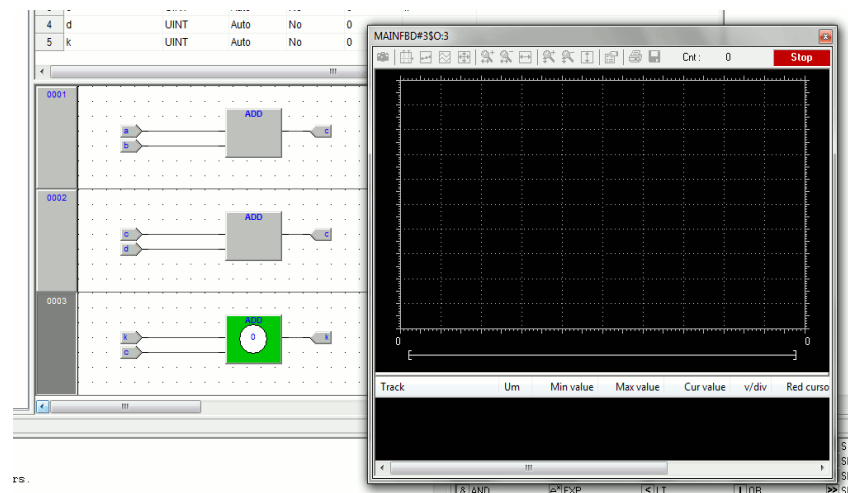 4 d UINT Auto No 0
5 k UINT Auto No 0
0001
ADD
a
b
c
0002
ADD
c
d
c
0003
ADD
0
k
c
k
rs.
MAINFBD#3$O:3
Cnt: 0 Stop
0 0
Track Um Min value Max value Cur value v/div Red curso
& AND
eˣ EXP
< LT
OR